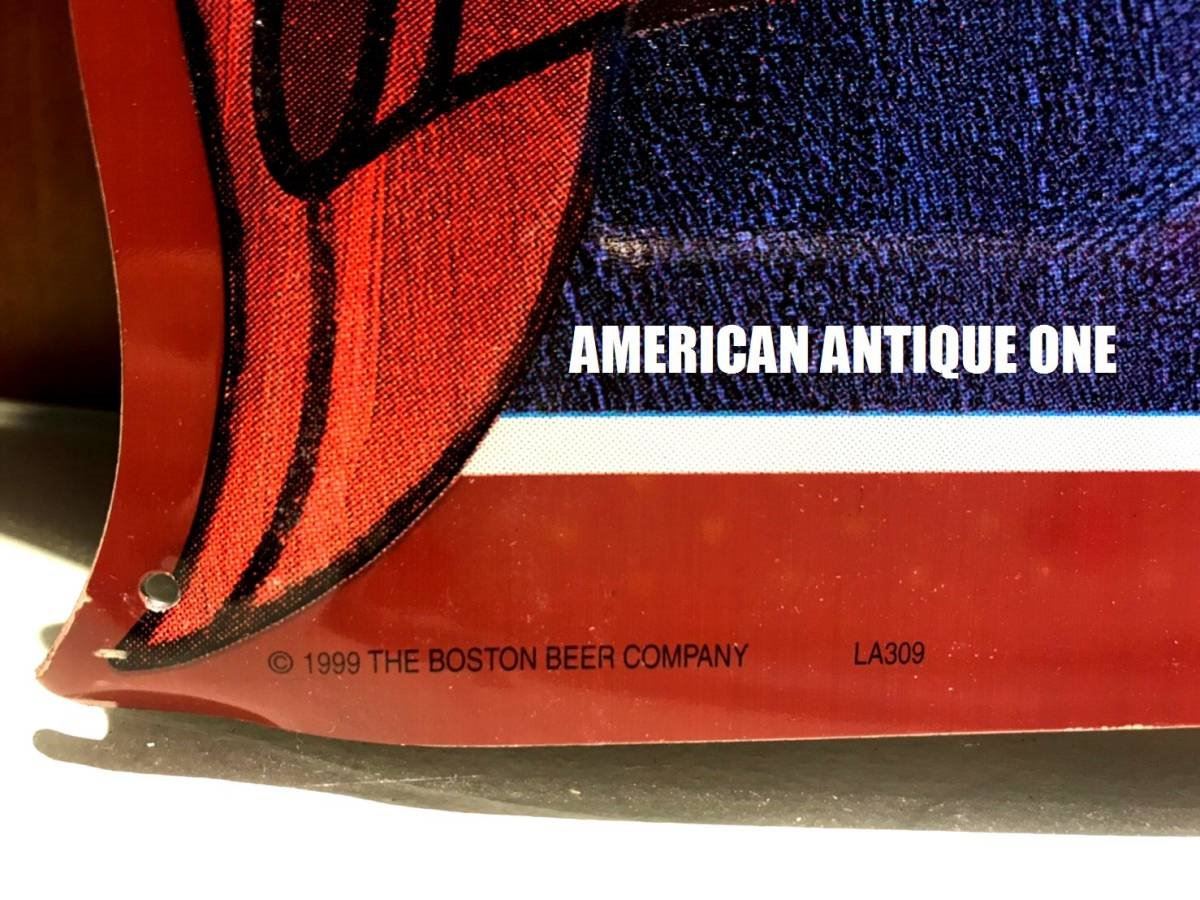 AMERICAN ANTIQUE ONE
© 1999 THE BOSTON BEER COMPANY LA309